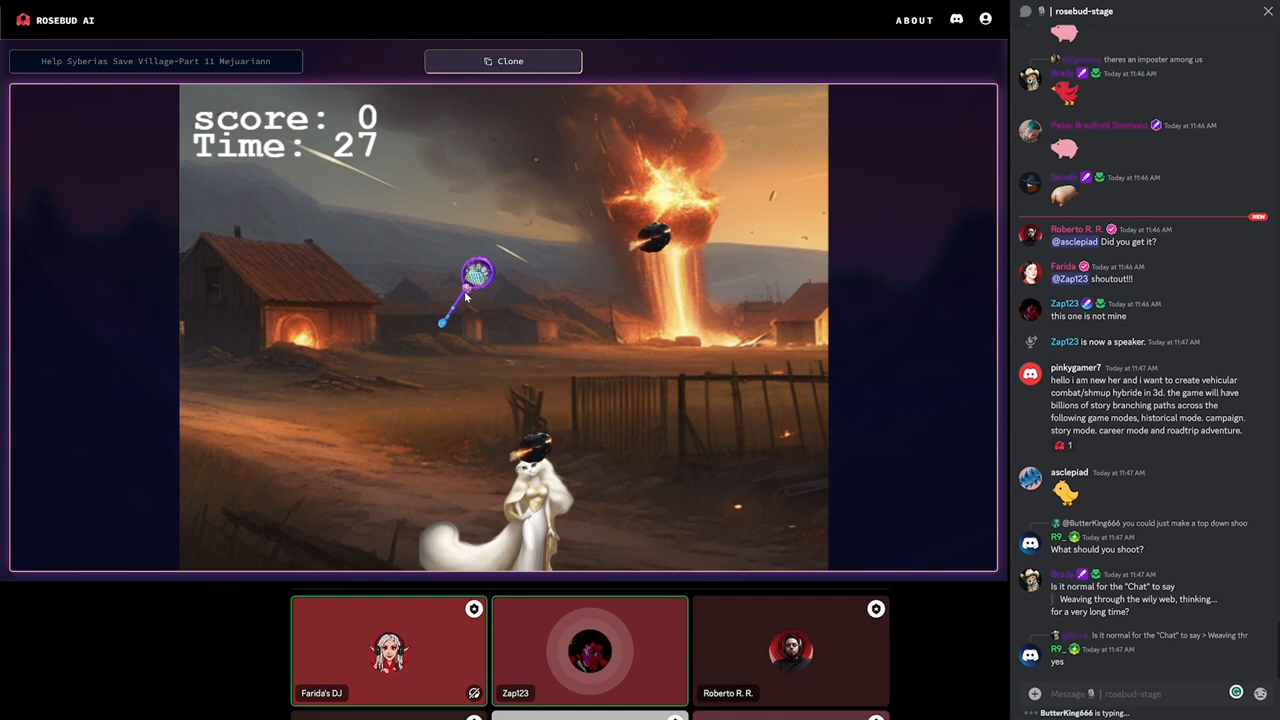 ROSEBUD AI
ABOUT
Help Syberias Save Village-Part 11 Mejuariann
Clone
score: 0
Time: 27
Farida's DJ
Zap123
Roberto R. R.
| rosebud-stage
theres an imposter among us
Brady Today at 11:46 AM
Paise Bradford Simmons Today at 11:46 AM
Today at 11:46 AM
NEW
Roberto R. R. Today at 11:46 AM
@asclepiad Did you get it?
Farida Today at 11:46 AM
@Zap123 shoutout!!!
Zap123 Today at 11:46 AM
this one is not mine
Zap123 is now a speaker. Today at 11:47 AM
pinkygamer7 Today at 11:47 AM
hello i am new her and i want to create vehicular
combat/shmup hybrid in 3d. the game will have
billions of story branching paths across the
following game modes, historical mode. campaign.
story mode. career mode and roadtrip adventure.
1
asclepiad Today at 11:47 AM
@ButterKing666 you could just make a top down shoo
R9_ Today at 11:47 AM
What should you shoot?
Brady Today at 11:47 AM
Is it normal for the "Chat" to say
Weaving through the wily web, thinking...
for a very long time?
@Brady Is it normal for the "Chat" to say > Weaving thr
R9_ Today at 11:47 AM
yes
Message | rosebud-stage
ButterKing666 is typing...